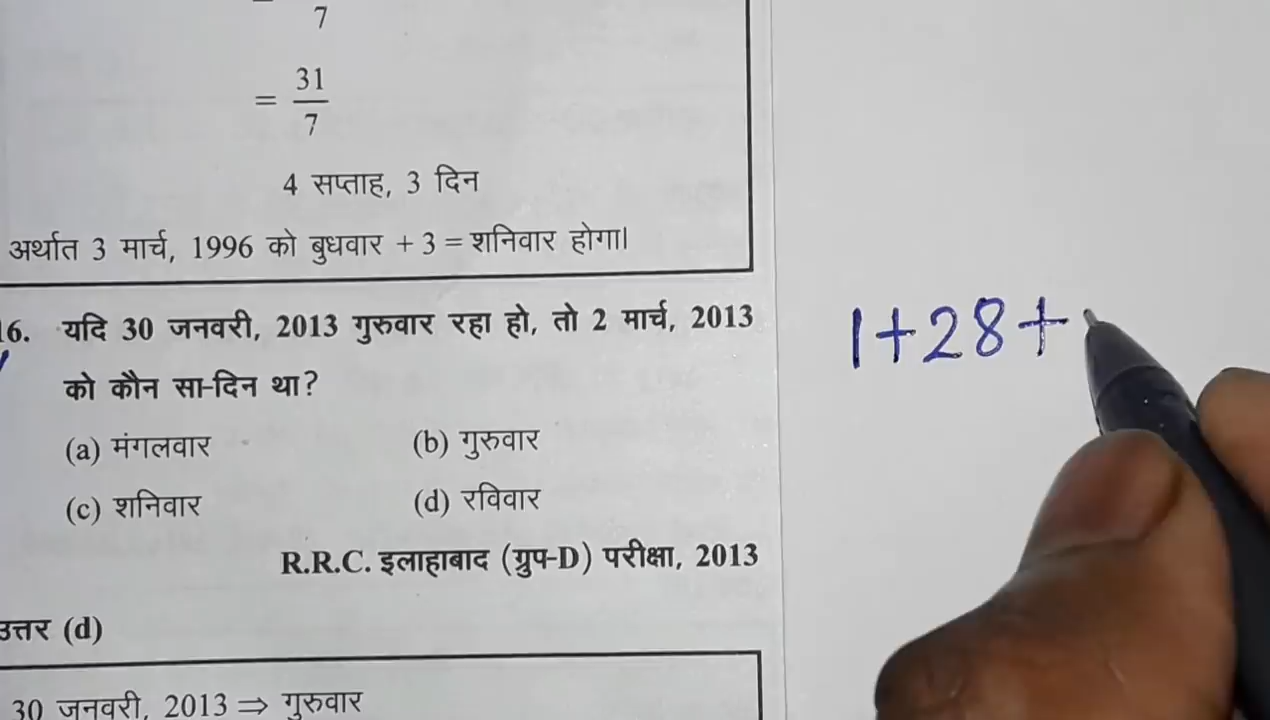 7
= 31
7
4 सप्ताह, 3 दिन
अर्थात 3 मार्च, 1996 को बुधवार + 3 = शनिवार होगा।
16. यदि 30 जनवरी, 2013 गुरुवार रहा हो, तो 2 मार्च, 2013
को कौन सा-दिन था?
(a) मंगलवार (b) गुरुवार
(c) शनिवार (d) रविवार
R.R.C. इलाहाबाद (ग्रुप-D) परीक्षा, 2013
उत्तर (d)
30 जनवरी, 2013 ⇒ गुरुवार
1+28+